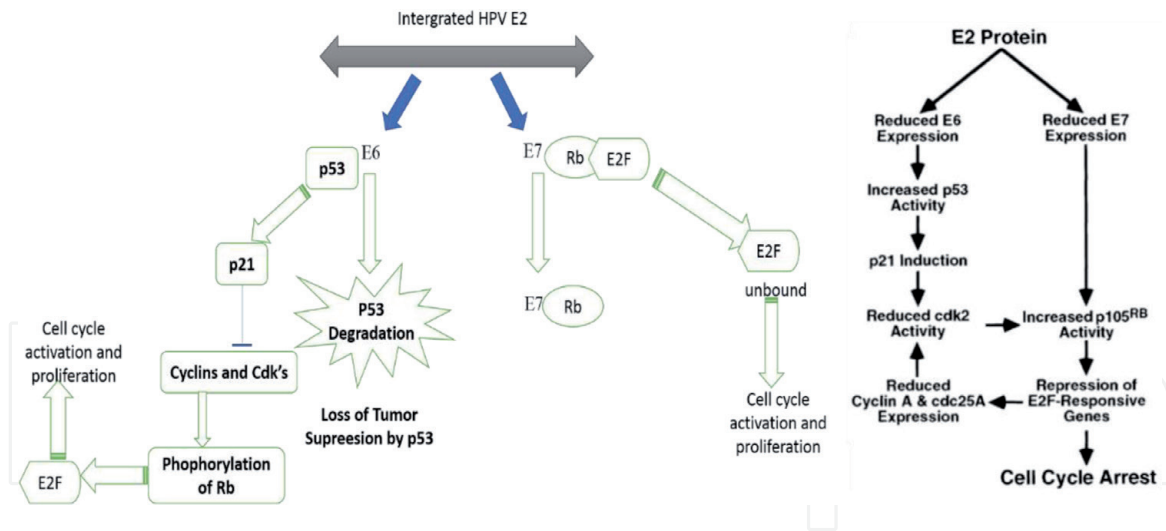 Intergrated HPV E2
p53
E6
p21
P53
Degradation
Cell cycle
activation and
proliferation
Cyclins and Cdk's
Loss of Tumor
Supreesion by p53
E2F
Phophorylation
of Rb
E7
Rb
E2F
E7
Rb
E2F
unbound
Cell cycle
activation and
proliferation
E2 Protein
Reduced E6
Expression
Reduced E7
Expression
Increased p53
Activity
p21 Induction
Reduced cdk2
Activity
Increased p105RB
Activity
Reduced
Cyclin A & cdc25A
Expression
Repression of
E2F-Responsive
Genes
Cell Cycle Arrest